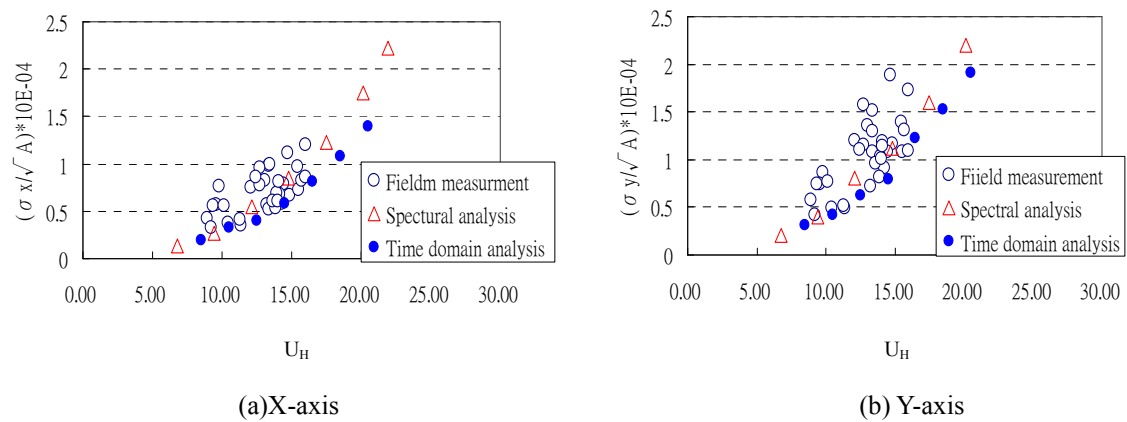 (σ x/√ A)*10E-04
2.5
2
1.5
1
0.5
0
0.00 5.00 10.00 15.00 20.00 25.00 30.00
Fieldm measurment
Spectural analysis
Time domain analysis
U_H
(a)X-axis
(σ y/√ A)*10E-04
2.5
2
1.5
1
0.5
0
0.00 5.00 10.00 15.00 20.00 25.00 30.00
Fiield measurement
Spectral analysis
Time domain analysis
U_H
(b) Y-axis